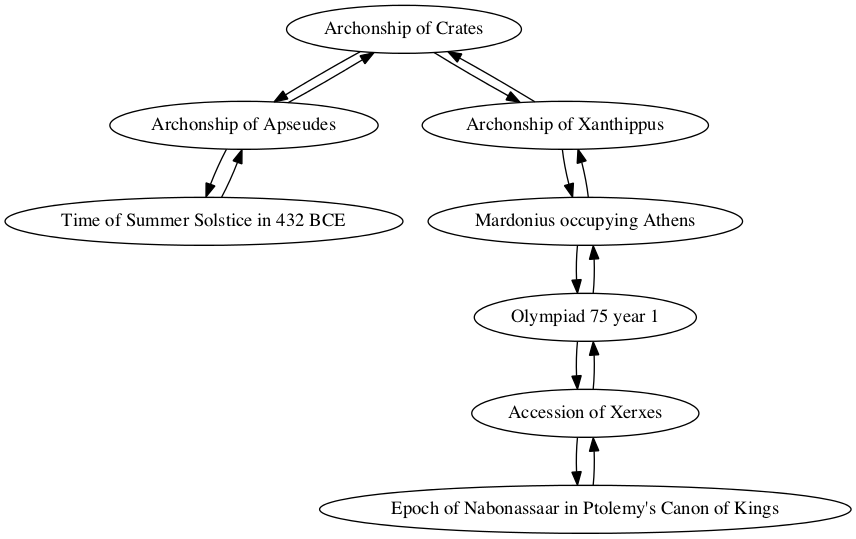 Archonship of Crates
Archonship of Apseudes
Archonship of Xanthippus
Time of Summer Solstice in 432 BCE
Mardonius occupying Athens
Olympiad 75 year 1
Accession of Xerxes
Epoch of Nabonassaar in Ptolemy's Canon of Kings